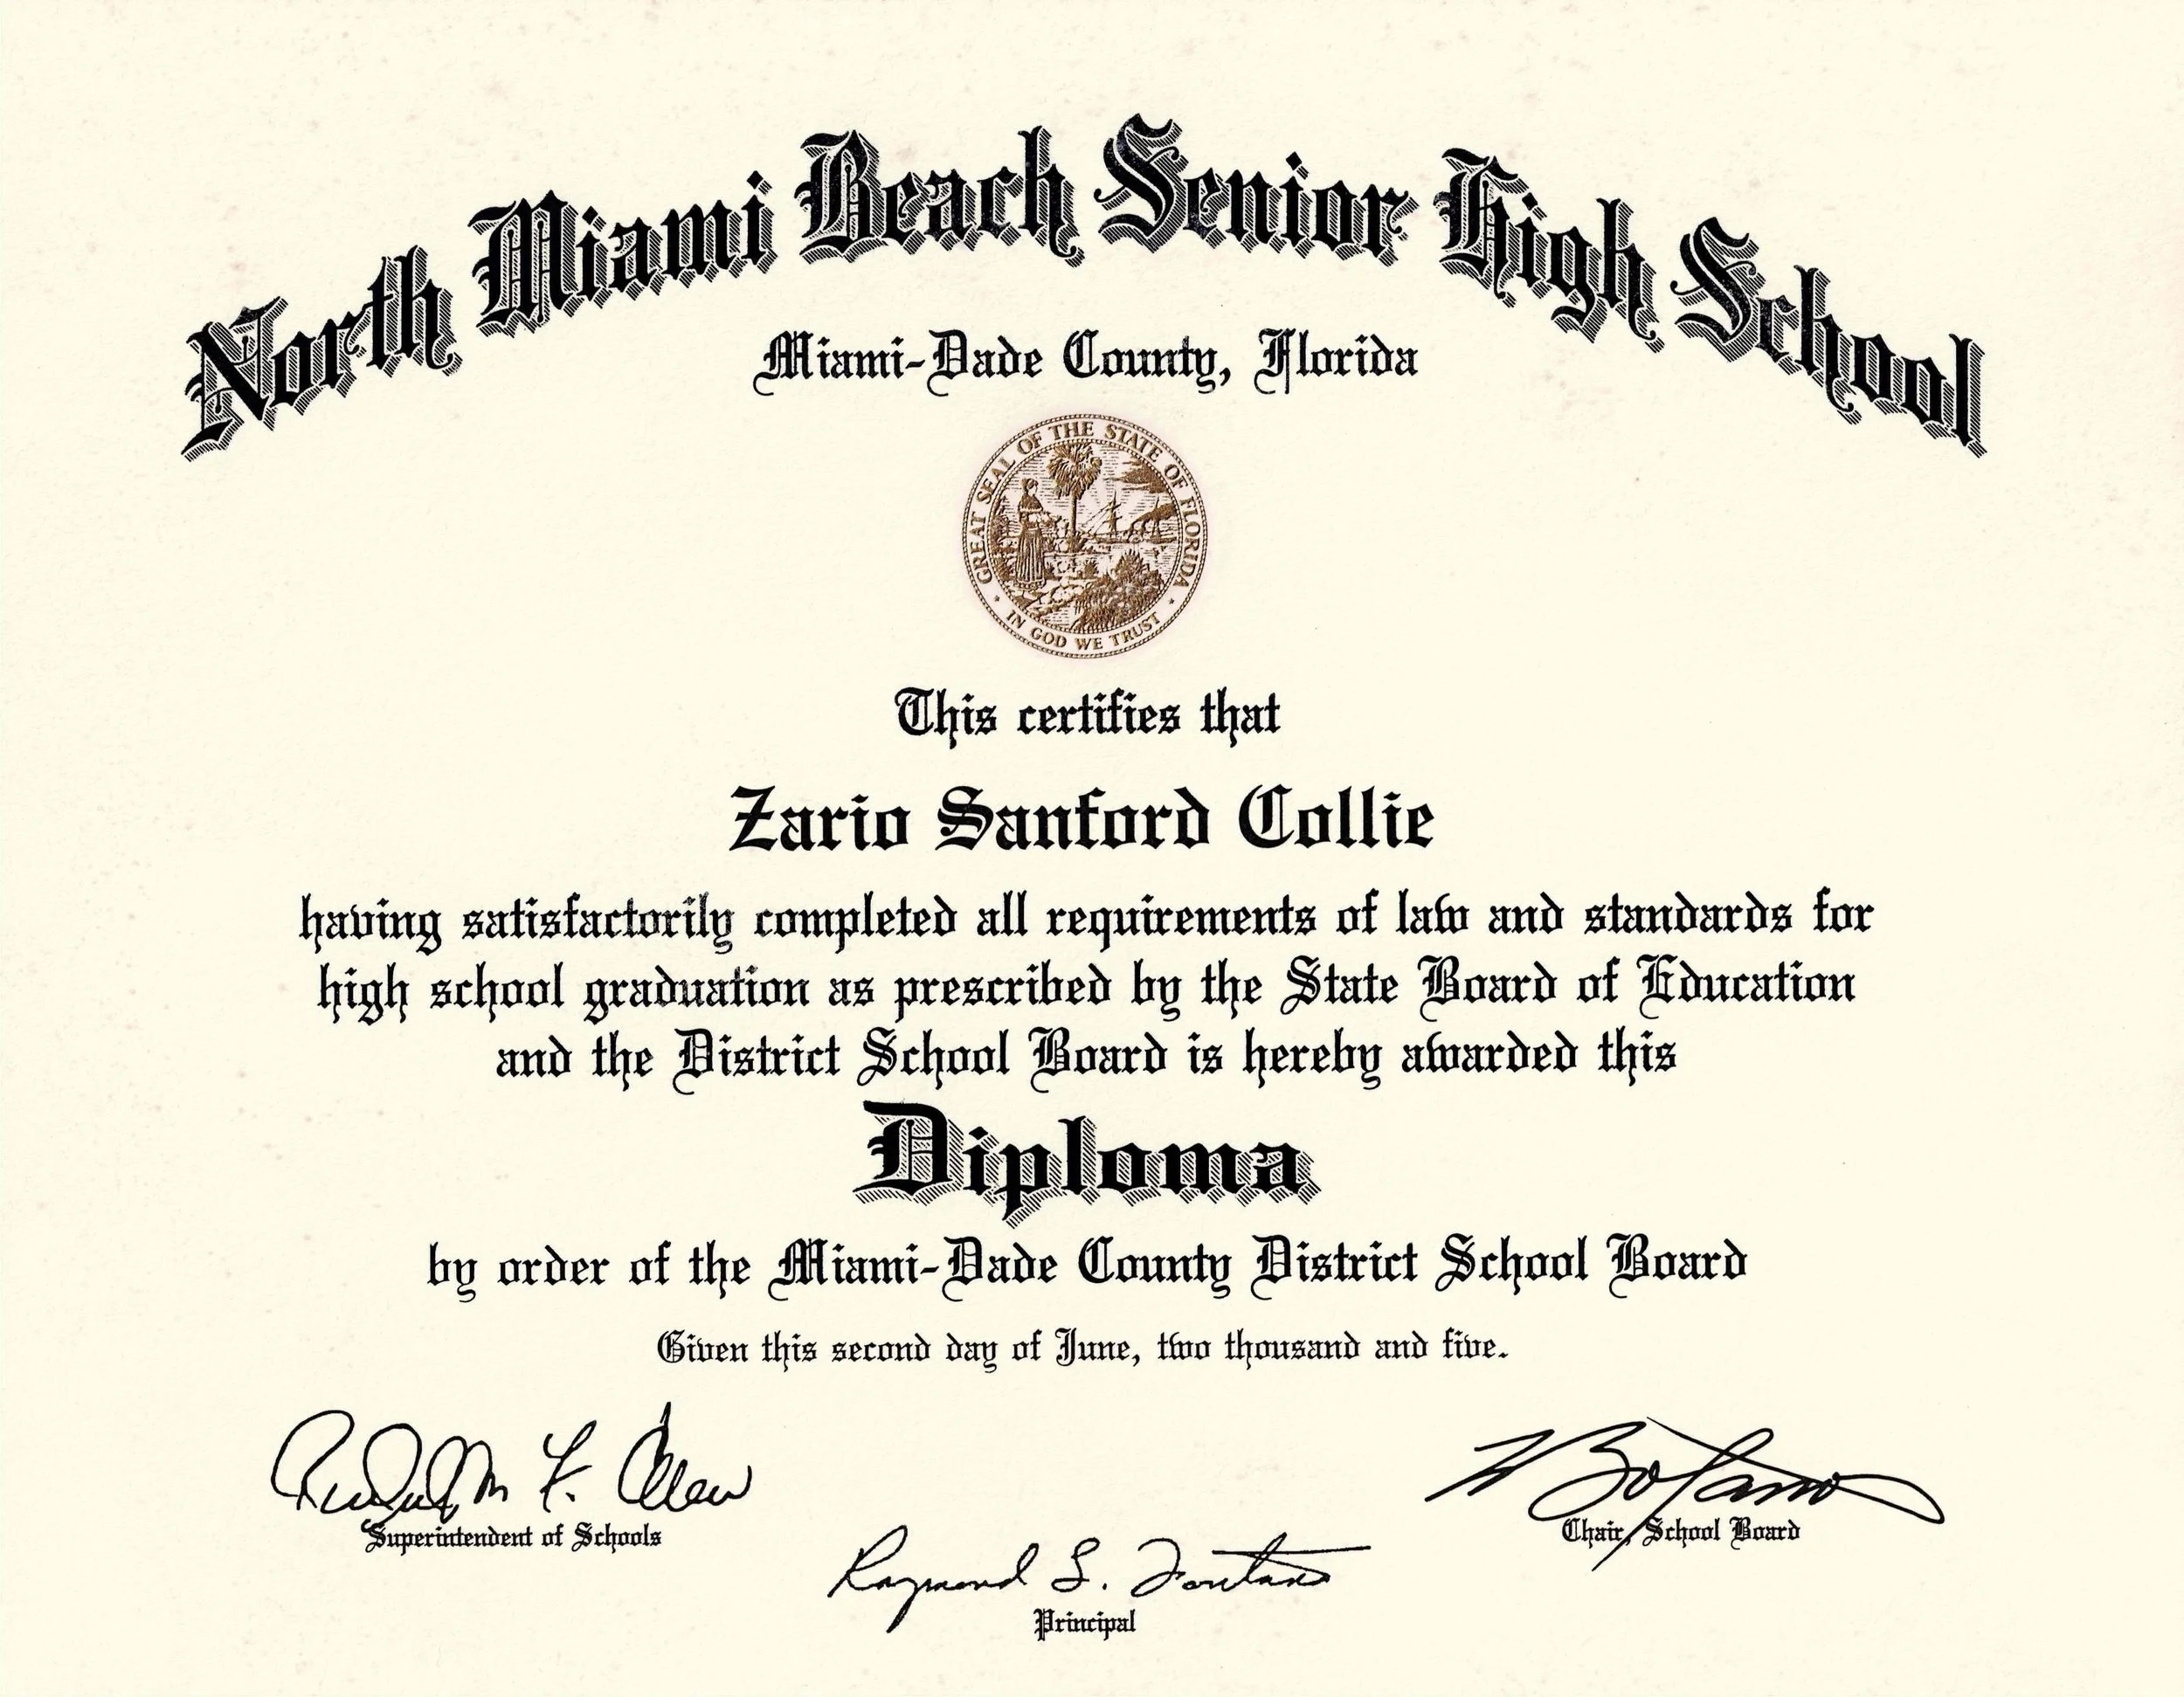 North Miami Beach Senior High School
Miami-Dade County, Florida
GREAT SEAL OF THE STATE OF FLORIDA
• IN GOD WE TRUST •
This certifies that
Zario Sanford Collie
having satisfactorily completed all requirements of law and standards for
high school graduation as prescribed by the State Board of Education
and the District School Board is hereby awarded this
Diploma
by order of the Miami-Dade County District School Board
Given this second day of June, two thousand and five.
Superintendent of Schools
Chair, School Board
Raymond L. Fontana
Principal